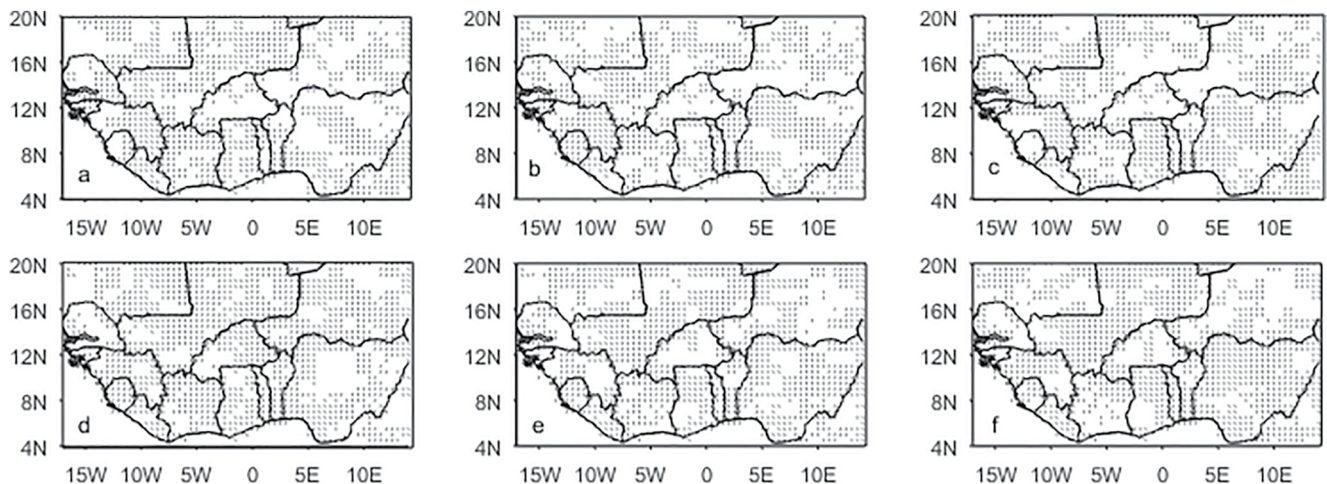 20N 20N 20N
16N 16N 16N
12N 12N 12N
8N 8N 8N
a b c
4N 4N 4N
15W 10W 5W 0 5E 10E 15W 10W 5W 0 5E 10E 15W 10W 5W 0 5E 10E
20N 20N 20N
16N 16N 16N
12N 12N 12N
8N 8N 8N
d e f
4N 4N 4N
15W 10W 5W 0 5E 10E 15W 10W 5W 0 5E 10E 15W 10W 5W 0 5E 10E